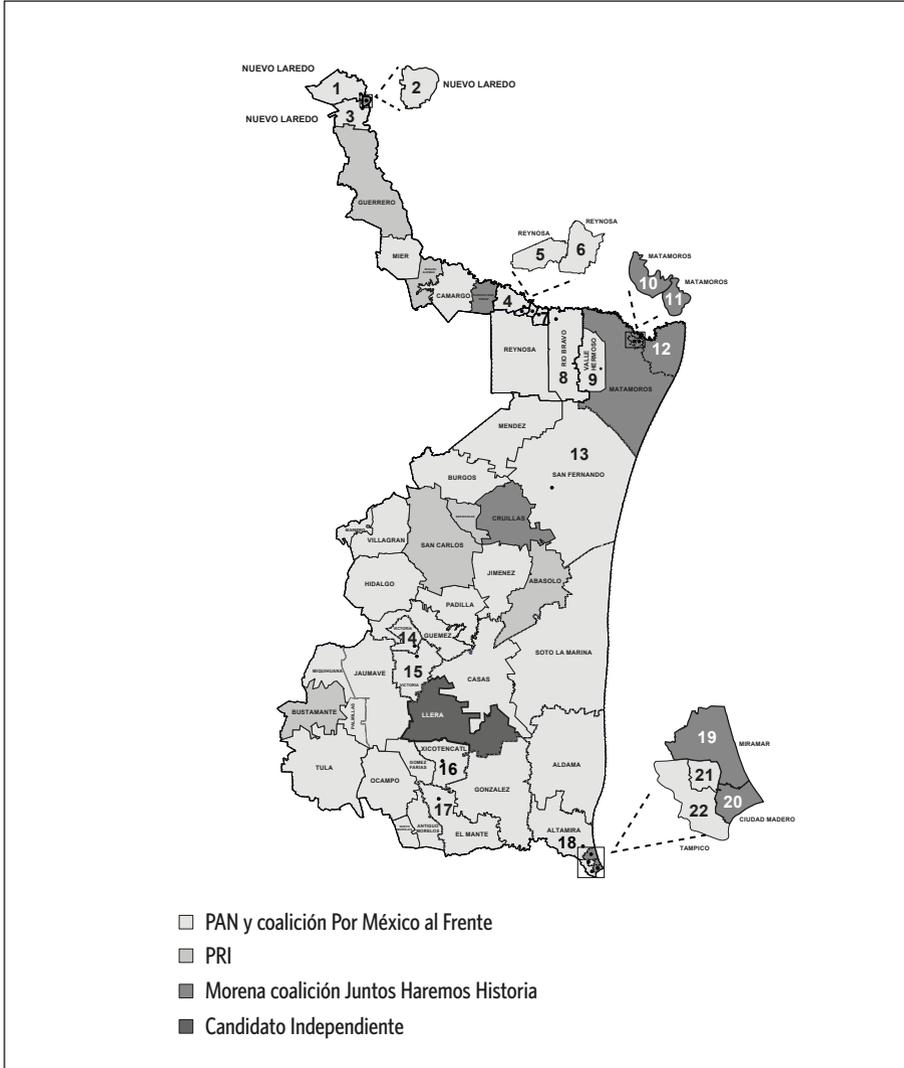 NUEVO LAREDO
1
2
NUEVO LAREDO
NUEVO LAREDO
3
GUERRERO
MIER
CAMARGO
4
REYNOSA
5
REYNOSA
6
MATAMOROS
10
MATAMOROS
11
7
12
REYNOSA
RIO BRAVO
8
VALLE
HERMOSO
9
MATAMOROS
MENDEZ
13
SAN FERNANDO
BURGOS
CRUILLAS
VILLAGRAN
SAN CARLOS
HIDALGO
JIMENEZ
ABASOLO
PADILLA
VICTORIA
14
GUEMEZ
MIQUIHUANA
JAUMAVE
15
VICTORIA
CASAS
SOTO LA MARINA
BUSTAMANTE
PALMILLAS
LLERA
TULA
OCAMPO
GOMEZ
FARIAS
XICOTENCATL
16
GONZALEZ
ALDAMA
17
ANTIGUO
MORELOS
EL MANTE
ALTAMIRA
18
19
MIRAMAR
21
20
22
CIUDAD MADERO
TAMPICO
PAN y coalición Por México al Frente
PRI
Morena coalición Juntos Haremos Historia
Candidato Independiente